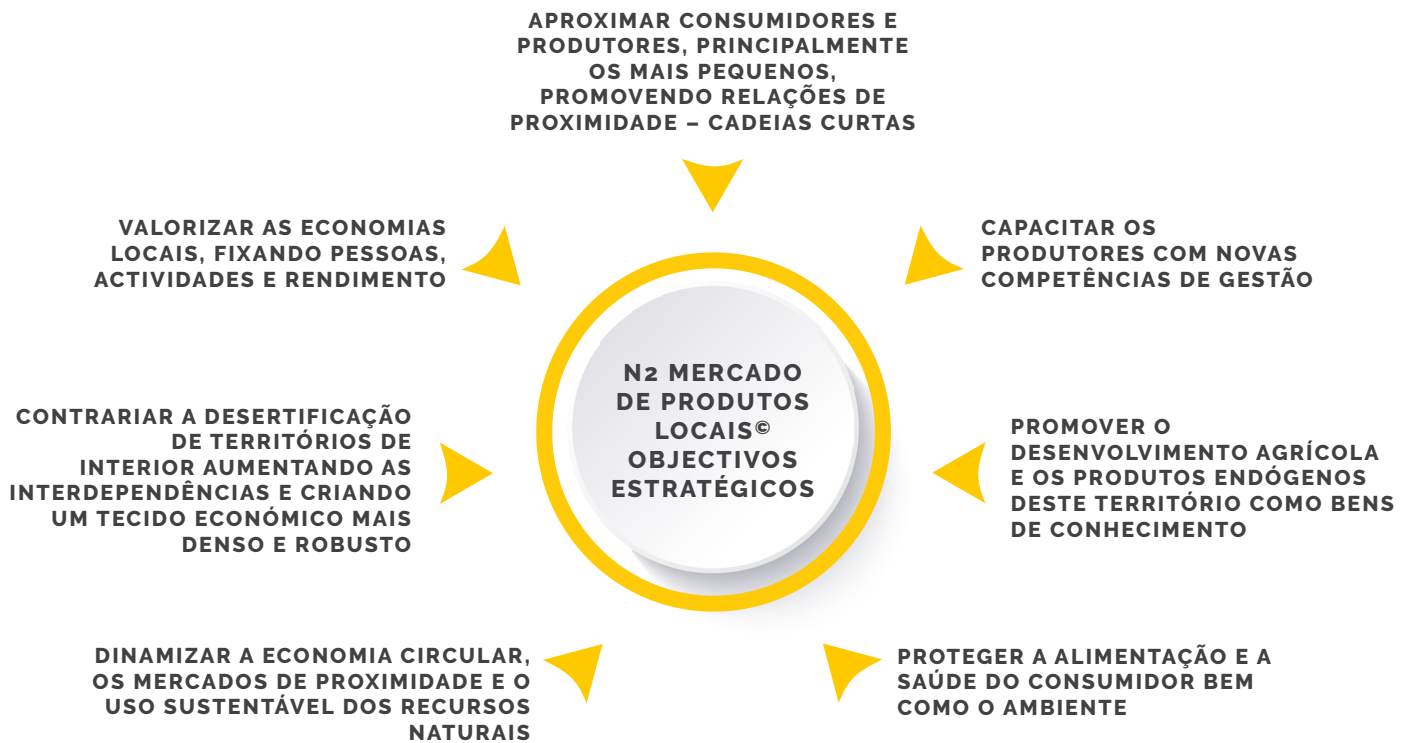 APROXIMAR CONSUMIDORES E
PRODUTORES, PRINCIPALMENTE
OS MAIS PEQUENOS,
PROMOVENDO RELAÇÕES DE
PROXIMIDADE – CADEIAS CURTAS
VALORIZAR AS ECONOMIAS
LOCAIS, FIXANDO PESSOAS,
ACTIVIDADES E RENDIMENTO
CAPACITAR OS
PRODUTORES COM NOVAS
COMPETÊNCIAS DE GESTÃO
N2 MERCADO
DE PRODUTOS
LOCAIS©
OBJECTIVOS
ESTRATÉGICOS
CONTRARIAR A DESERTIFICAÇÃO
DE TERRITÓRIOS DE
INTERIOR AUMENTANDO AS
INTERDEPENDÊNCIAS E CRIANDO
UM TECIDO ECONÓMICO MAIS
DENSO E ROBUSTO
PROMOVER O
DESENVOLVIMENTO AGRÍCOLA
E OS PRODUTOS ENDÓGENOS
DESTE TERRITÓRIO COMO BENS
DE CONHECIMENTO
DINAMIZAR A ECONOMIA CIRCULAR,
OS MERCADOS DE PROXIMIDADE E O
USO SUSTENTÁVEL DOS RECURSOS
NATURAIS
PROTEGER A ALIMENTAÇÃO E A
SAÚDE DO CONSUMIDOR BEM
COMO O AMBIENTE